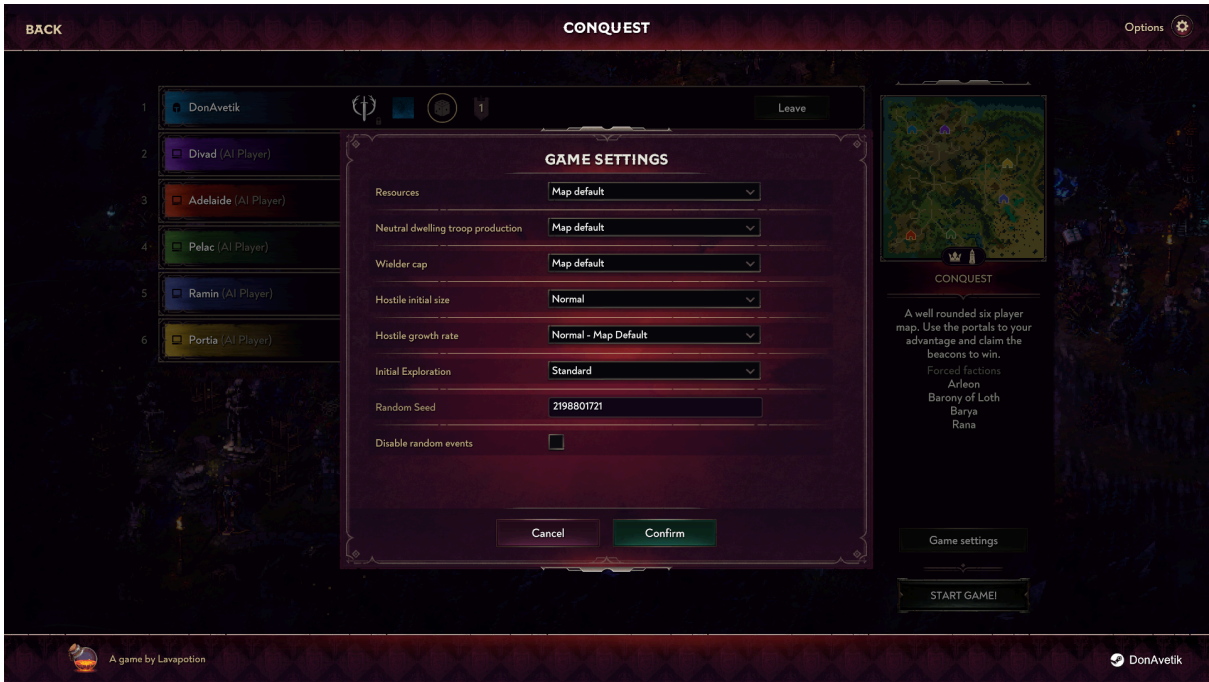 BACK
CONQUEST
Options
1
DonAvetik
1
Leave
2
Divad (AI Player)
3
Adelaide (AI Player)
4
Pelac (AI Player)
5
Ramin (AI Player)
6
Portia (AI Player)
GAME SETTINGS
Resources
Map default
Neutral dwelling troop production
Map default
Wielder cap
Map default
Hostile initial size
Normal
Hostile growth rate
Normal - Map Default
Initial Exploration
Standard
Random Seed
2198801721
Disable random events
Cancel
Confirm
CONQUEST
A well rounded six player
map. Use the portals to your
advantage and claim the
beacons to win.
Forced factions
Arleon
Barony of Loth
Barya
Rana
Game settings
START GAME!
A game by Lavapotion
DonAvetik